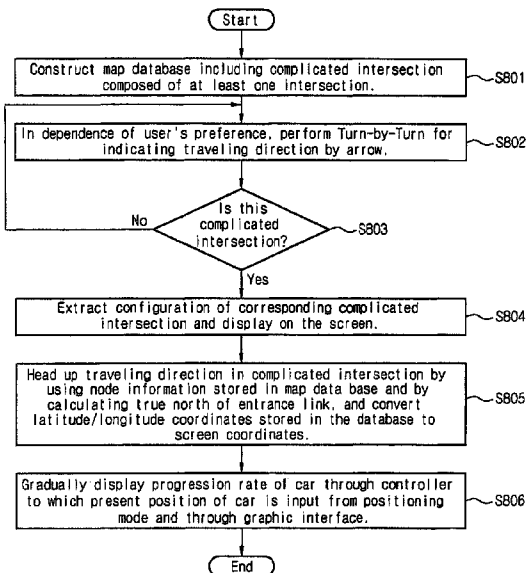 Start
Construct map database including complicated intersection
composed of at least one intersection.
S801
In dependence of user's preference, perform Turn-by-Turn for
indicating traveling direction by arrow.
S802
Is this
complicated
intersection?
S803
No
Yes
Extract configuration of corresponding complicated
intersection and display on the screen.
S804
Head up traveling direction in complicated intersection by
using node information stored in map data base and by
calculating true north of entrance link, and convert
latitude/longitude coordinates stored in the database to
screen coordinates.
S805
Gradually display progression rate of car through controller
to which present position of car is input from positioning
mode and through graphic interface.
S806
End